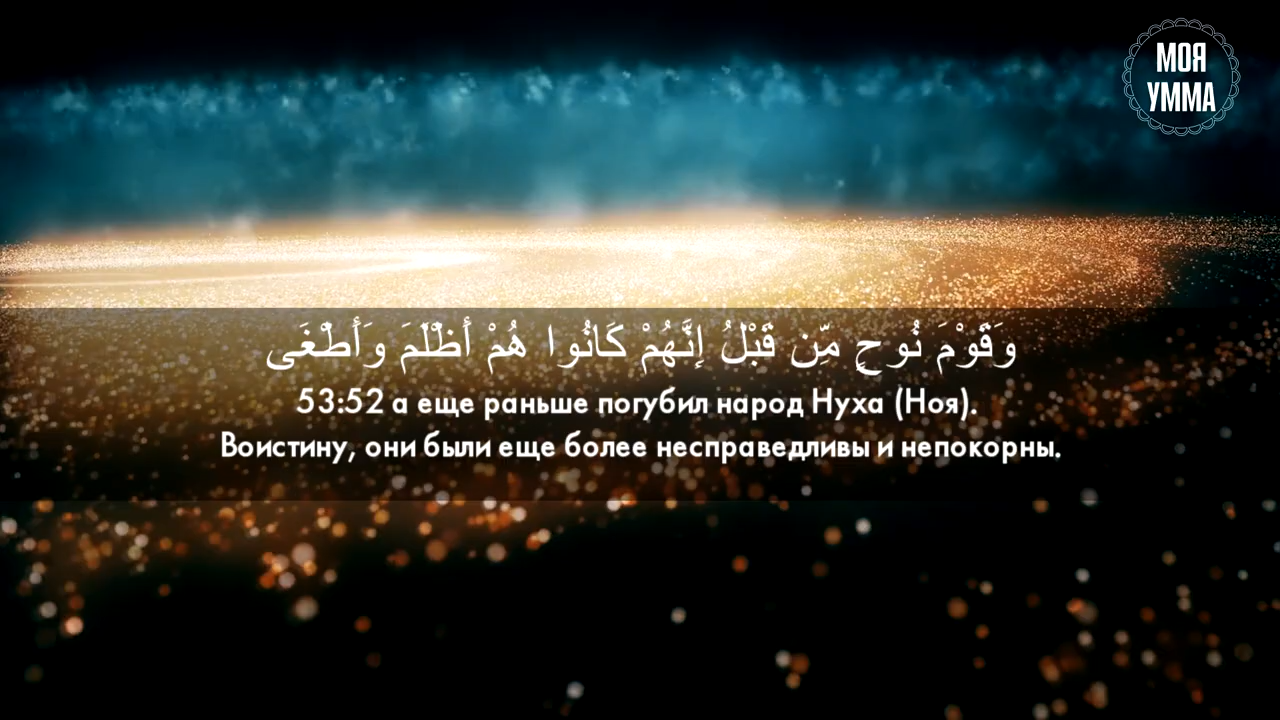 МОЯ
УММА
وَقَوْمَ نُوحٍ مِّن قَبْلُ إِنَّهُمْ كَانُوا هُمْ أَظْلَمَ وَأَطْغَى
53:52 а еще раньше погубил народ Нуха (Ноя).
Воистину, они были еще более несправедливы и непокорны.